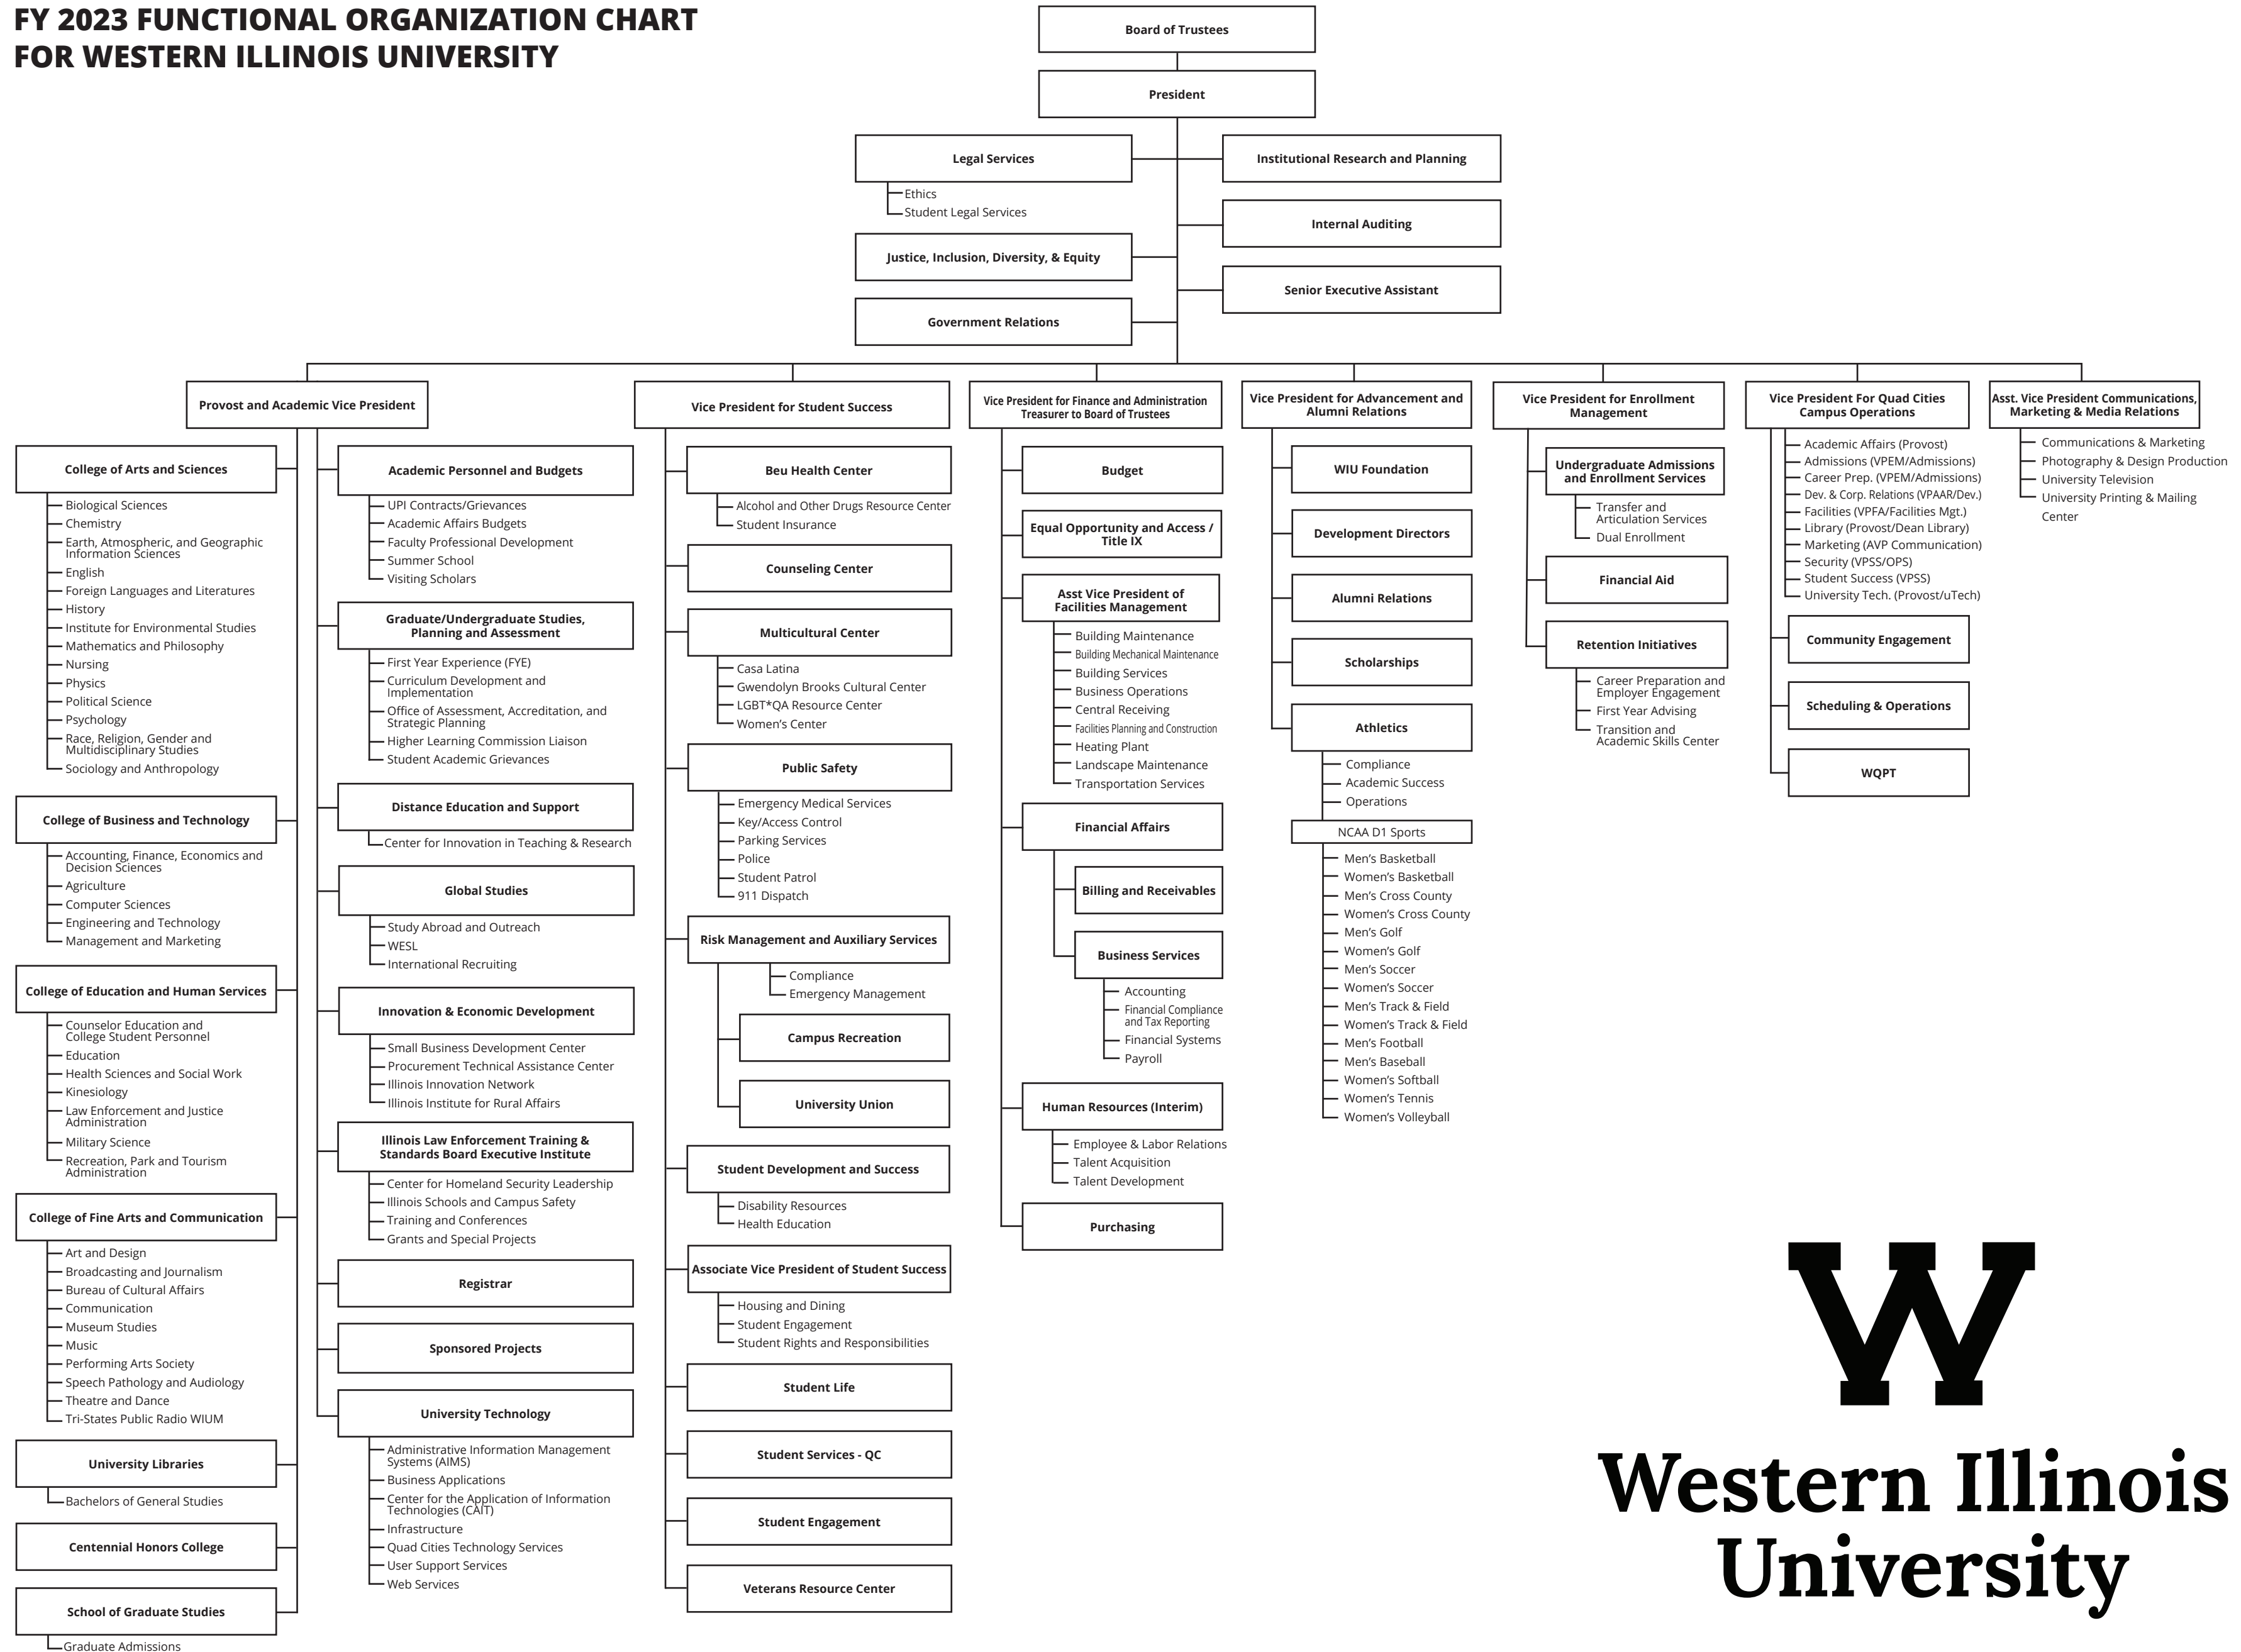 FY 2023 FUNCTIONAL ORGANIZATION CHART
FOR WESTERN ILLINOIS UNIVERSITY
Board of Trustees
President
Legal Services
Ethics
Student Legal Services
Justice, Inclusion, Diversity, & Equity
Government Relations
Institutional Research and Planning
Internal Auditing
Senior Executive Assistant
Provost and Academic Vice President
College of Arts and Sciences
Biological Sciences
Chemistry
Earth, Atmospheric, and Geographic
Information Sciences
English
Foreign Languages and Literatures
History
Institute for Environmental Studies
Mathematics and Philosophy
Nursing
Physics
Political Science
Psychology
Race, Religion, Gender and
Multidisciplinary Studies
Sociology and Anthropology
College of Business and Technology
Accounting, Finance, Economics and
Decision Sciences
Agriculture
Computer Sciences
Engineering and Technology
Management and Marketing
College of Education and Human Services
Counselor Education and
College Student Personnel
Education
Health Sciences and Social Work
Kinesiology
Law Enforcement and Justice
Administration
Military Science
Recreation, Park and Tourism
Administration
College of Fine Arts and Communication
Art and Design
Broadcasting and Journalism
Bureau of Cultural Affairs
Communication
Museum Studies
Music
Performing Arts Society
Speech Pathology and Audiology
Theatre and Dance
Tri-States Public Radio WIUM
University Libraries
Bachelors of General Studies
Centennial Honors College
School of Graduate Studies
Graduate Admissions
Academic Personnel and Budgets
UPI Contracts/Grievances
Academic Affairs Budgets
Faculty Professional Development
Summer School
Visiting Scholars
Graduate/Undergraduate Studies,
Planning and Assessment
First Year Experience (FYE)
Curriculum Development and
Implementation
Office of Assessment, Accreditation, and
Strategic Planning
Higher Learning Commission Liaison
Student Academic Grievances
Distance Education and Support
Center for Innovation in Teaching & Research
Global Studies
Study Abroad and Outreach
WESL
International Recruiting
Innovation & Economic Development
Small Business Development Center
Procurement Technical Assistance Center
Illinois Innovation Network
Illinois Institute for Rural Affairs
Illinois Law Enforcement Training &
Standards Board Executive Institute
Center for Homeland Security Leadership
Illinois Schools and Campus Safety
Training and Conferences
Grants and Special Projects
Registrar
Sponsored Projects
University Technology
Administrative Information Management
Systems (AIMS)
Business Applications
Center for the Application of Information
Technologies (CAIT)
Infrastructure
Quad Cities Technology Services
User Support Services
Web Services
Vice President for Student Success
Beu Health Center
Alcohol and Other Drugs Resource Center
Student Insurance
Counseling Center
Multicultural Center
Casa Latina
Gwendolyn Brooks Cultural Center
LGBT*QA Resource Center
Women's Center
Public Safety
Emergency Medical Services
Key/Access Control
Parking Services
Police
Student Patrol
911 Dispatch
Risk Management and Auxiliary Services
Compliance
Emergency Management
Campus Recreation
University Union
Student Development and Success
Disability Resources
Health Education
Associate Vice President of Student Success
Housing and Dining
Student Engagement
Student Rights and Responsibilities
Student Life
Student Services - QC
Student Engagement
Veterans Resource Center
Vice President for Finance and Administration
Treasurer to Board of Trustees
Budget
Equal Opportunity and Access /
Title IX
Asst Vice President of
Facilities Management
Building Maintenance
Building Mechanical Maintenance
Building Services
Business Operations
Central Receiving
Facilities Planning and Construction
Heating Plant
Landscape Maintenance
Transportation Services
Financial Affairs
Billing and Receivables
Business Services
Accounting
Financial Compliance
and Tax Reporting
Financial Systems
Payroll
Human Resources (Interim)
Employee & Labor Relations
Talent Acquisition
Talent Development
Purchasing
Vice President for Advancement and
Alumni Relations
WIU Foundation
Development Directors
Alumni Relations
Scholarships
Athletics
Compliance
Academic Success
Operations
NCAA D1 Sports
Men's Basketball
Women's Basketball
Men's Cross County
Women's Cross County
Men's Golf
Women's Golf
Men's Soccer
Women's Soccer
Men's Track & Field
Women's Track & Field
Men's Football
Men's Baseball
Women's Softball
Women's Tennis
Women's Volleyball
Vice President for Enrollment
Management
Undergraduate Admissions
and Enrollment Services
Transfer and
Articulation Services
Dual Enrollment
Financial Aid
Retention Initiatives
Career Preparation and
Employer Engagement
First Year Advising
Transition and
Academic Skills Center
Vice President For Quad Cities
Campus Operations
Academic Affairs (Provost)
Admissions (VPEM/Admissions)
Career Prep. (VPEM/Admissions)
Dev. & Corp. Relations (VPAAR/Dev.)
Facilities (VPFA/Facilities Mgt.)
Library (Provost/Dean Library)
Marketing (AVP Communication)
Security (VPSS/OPS)
Student Success (VPSS)
University Tech. (Provost/uTech)
Community Engagement
Scheduling & Operations
WQPT
Asst. Vice President Communications,
Marketing & Media Relations
Communications & Marketing
Photography & Design Production
University Television
University Printing & Mailing
Center
W
Western Illinois
University